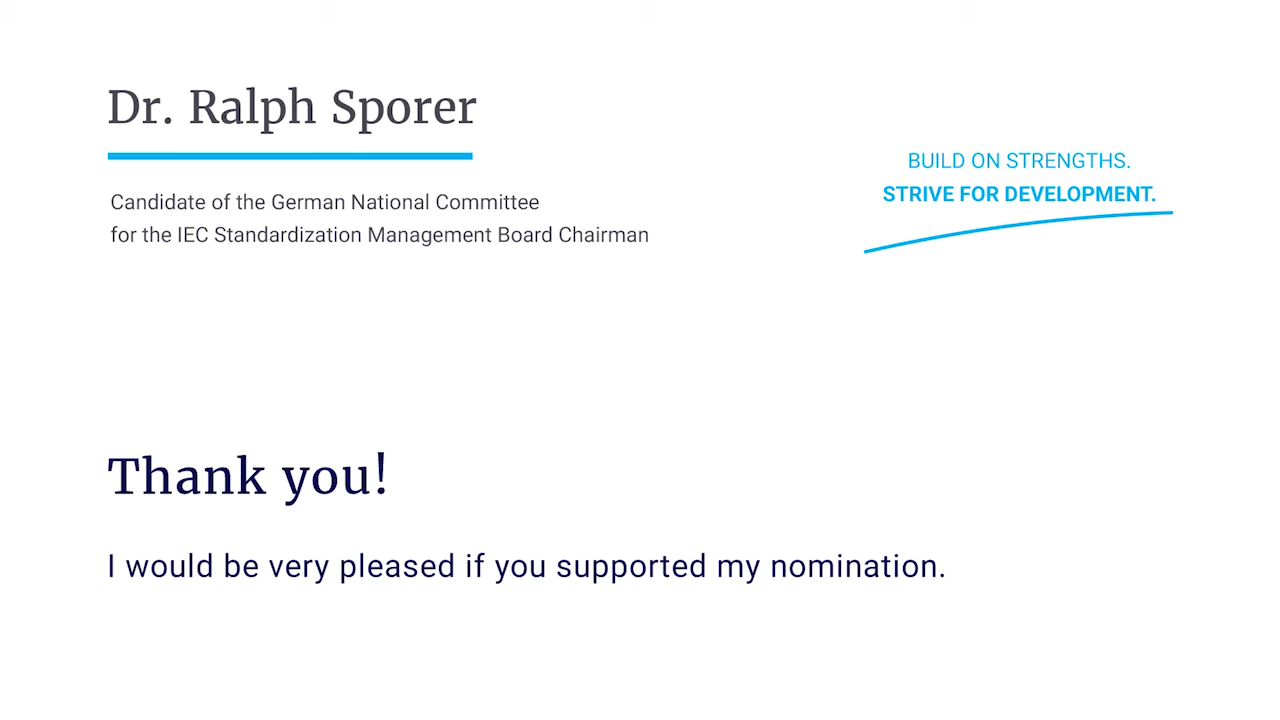 Dr. Ralph Sporer
Candidate of the German National Committee
for the IEC Standardization Management Board Chairman
BUILD ON STRENGTHS.
STRIVE FOR DEVELOPMENT.
Thank you!
I would be very pleased if you supported my nomination.